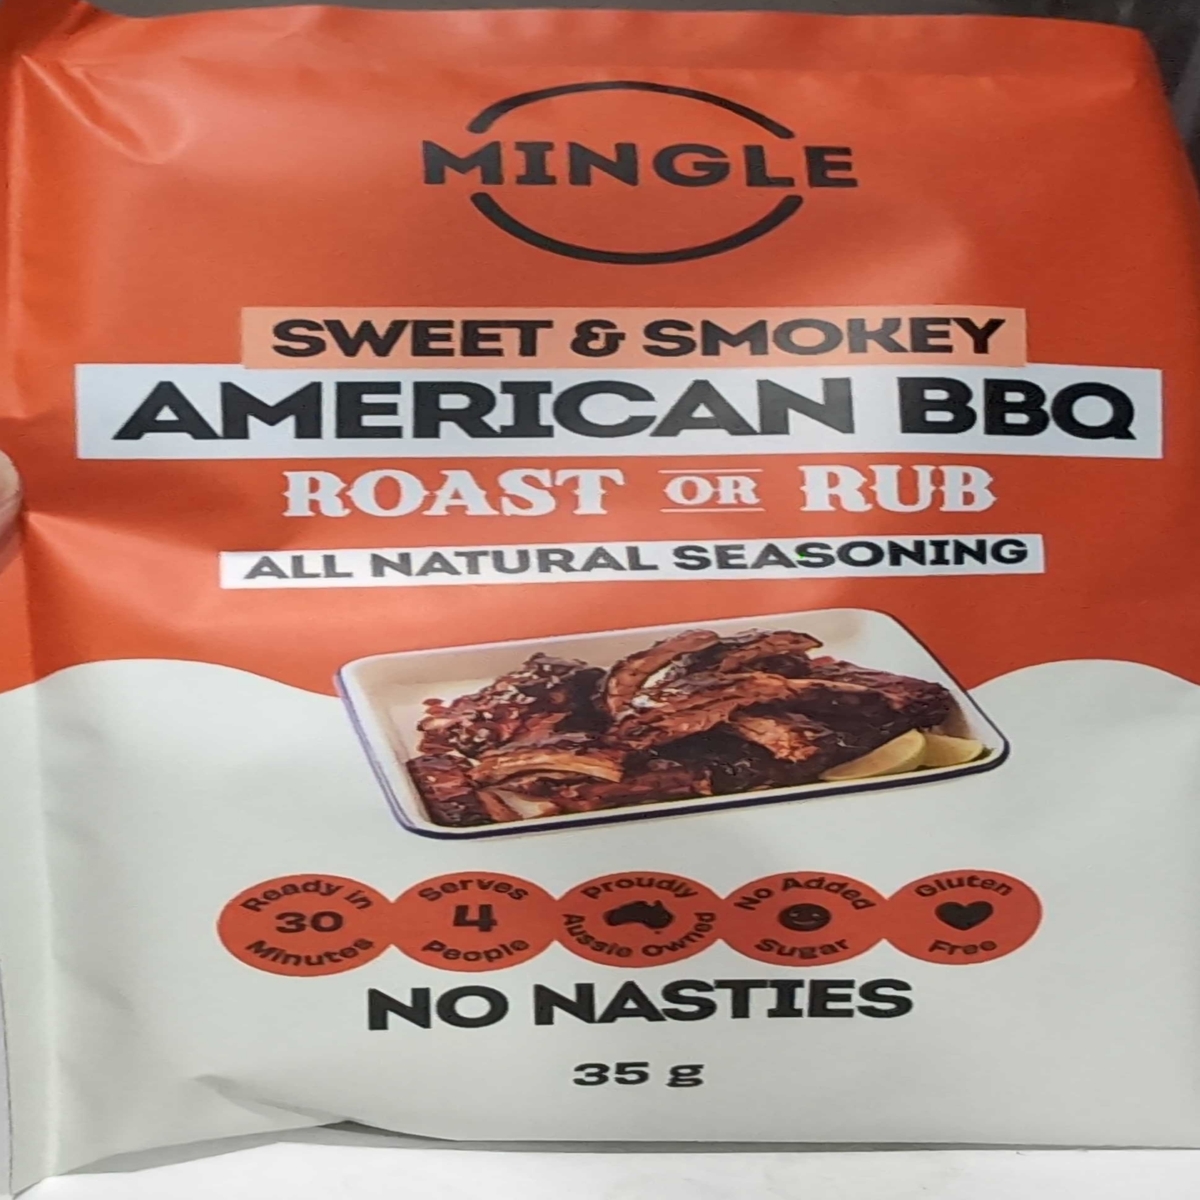 MINGLE
SWEET & SMOKEY
AMERICAN BBQ
ROAST OR RUB
ALL NATURAL SEASONING
Ready in
30
Minutes
Serves
4
People
Proudly
Aussie Owned
No Added
Sugar
Gluten
Free
NO NASTIES
35 g